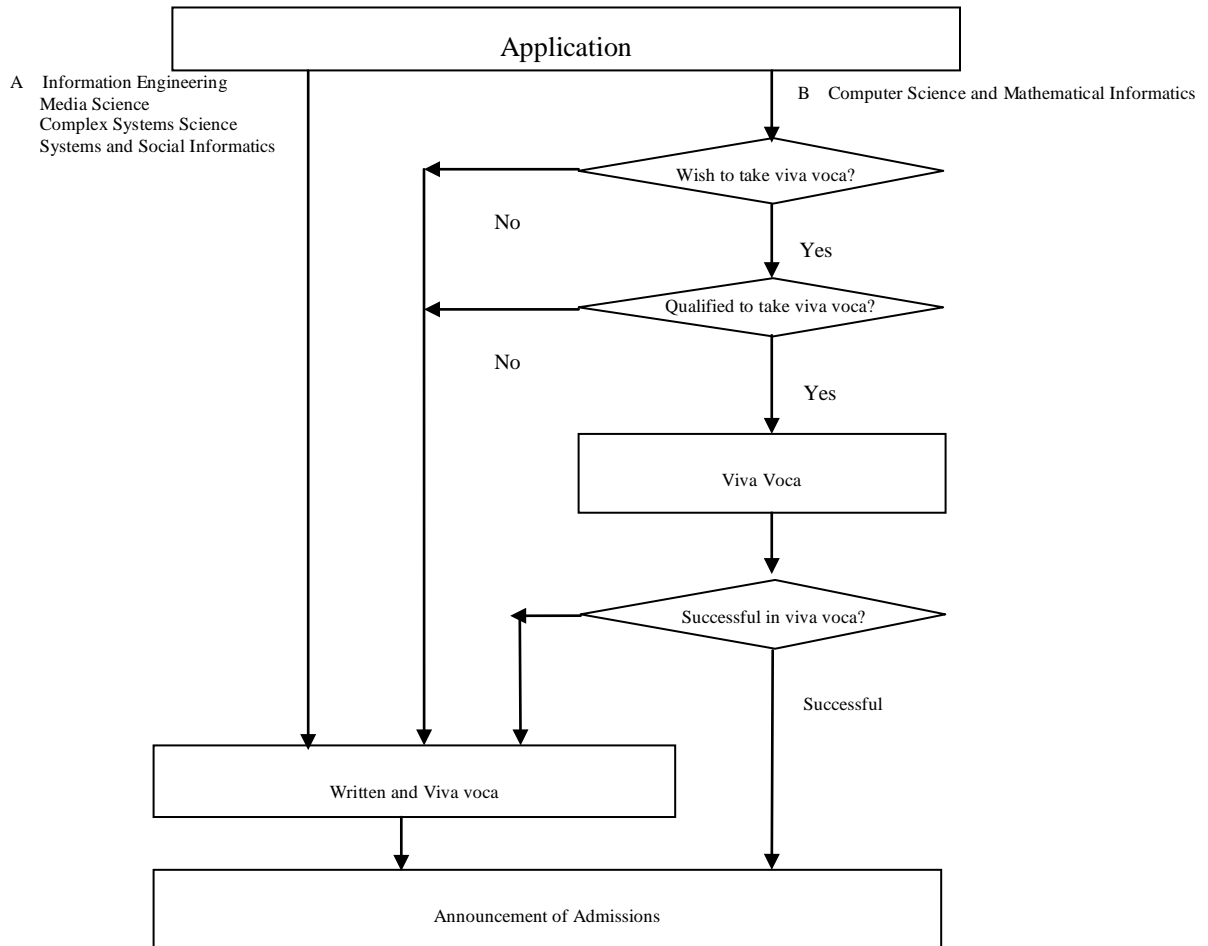 Application
A Information Engineering
Media Science
Complex Systems Science
Systems and Social Informatics
B Computer Science and Mathematical Informatics
Wish to take viva voca?
No
Yes
Qualified to take viva voca?
No
Yes
Viva Voca
Successful in viva voca?
Successful
Written and Viva voca
Announcement of Admissions